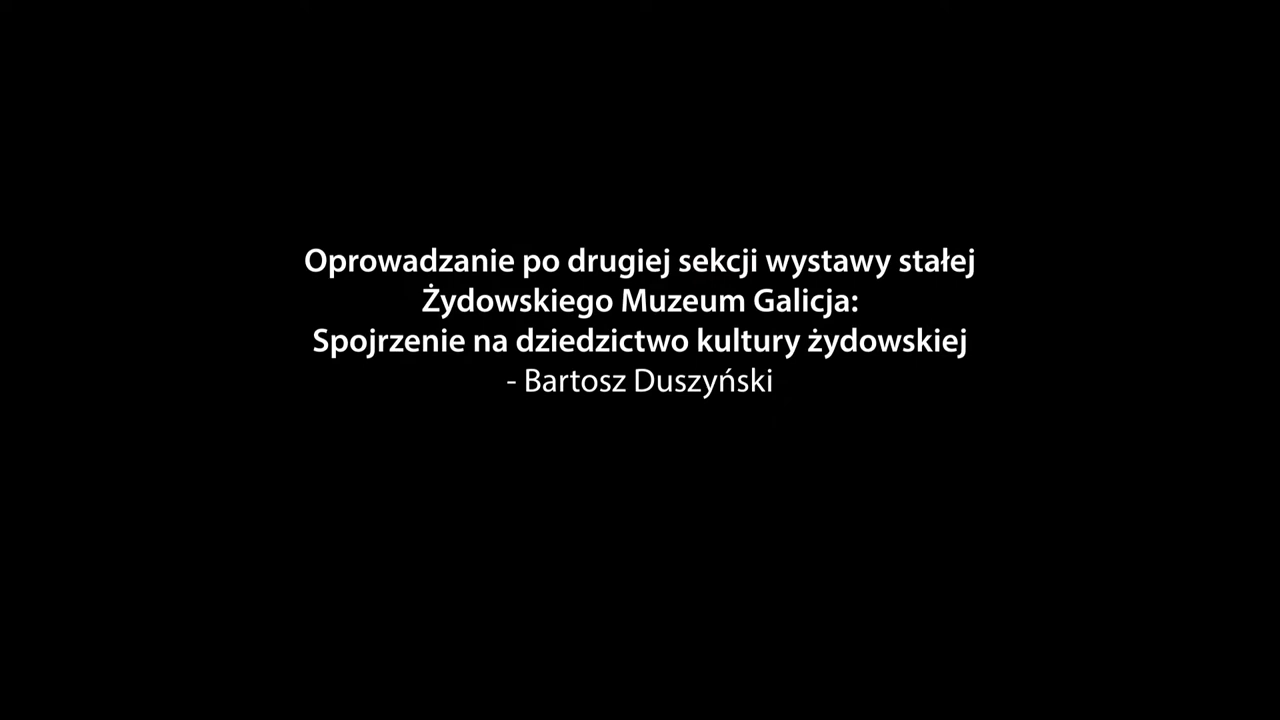 Oprowadzanie po drugiej sekcji wystawy stałej
Żydowskiego Muzeum Galicja:
Spojrzenie na dziedzictwo kultury żydowskiej
- Bartosz Duszyński